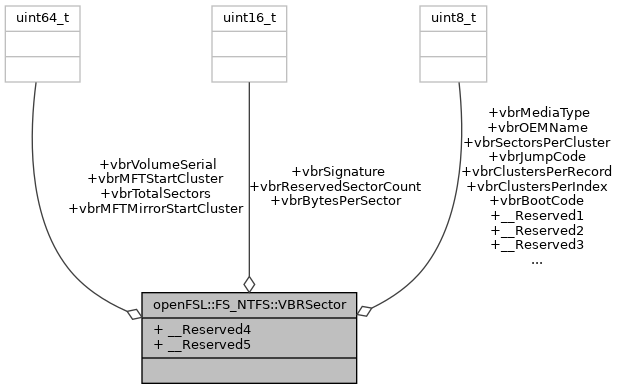 uint64_t
uint16_t
uint8_t
+vbrVolumeSerial
+vbrMFTStartCluster
+vbrTotalSectors
+vbrMFTMirrorStartCluster
+vbrSignature
+vbrReservedSectorCount
+vbrBytesPerSector
+vbrMediaType
+vbrOEMName
+vbrSectorsPerCluster
+vbrJumpCode
+vbrClustersPerRecord
+vbrClustersPerIndex
+vbrBootCode
+__Reserved1
+__Reserved2
+__Reserved3
...
openFSL::FS_NTFS::VBRSector
+ __Reserved4
+ __Reserved5